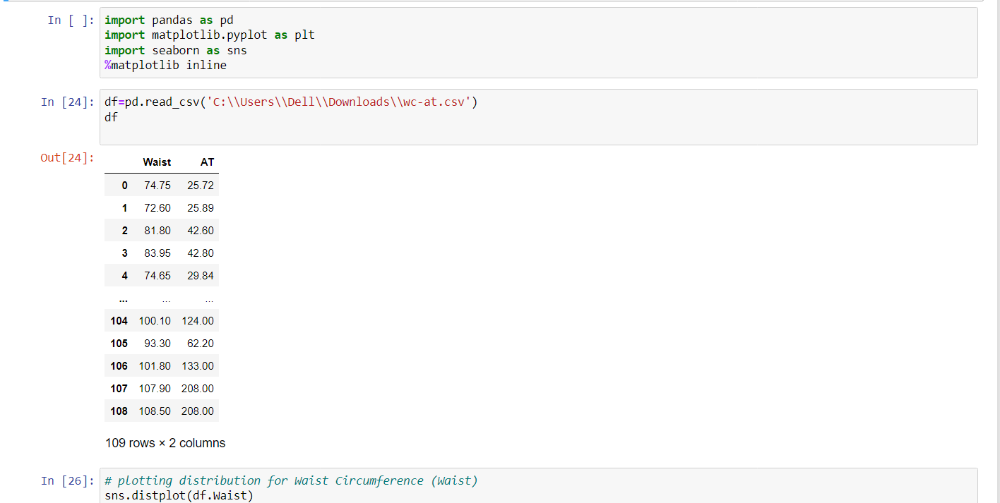 In [ ]: import pandas as pd
import matplotlib.pyplot as plt
import seaborn as sns
%matplotlib inline
In [24]: df=pd.read_csv('C:\\Users\\Dell\\Downloads\\wc-at.csv')
df
Out[24]:
Waist AT
0 74.75 25.72
1 72.60 25.89
2 81.80 42.60
3 83.95 42.80
4 74.65 29.84
... ... ...
104 100.10 124.00
105 93.30 62.20
106 101.80 133.00
107 107.90 208.00
108 108.50 208.00
109 rows × 2 columns
In [26]: # plotting distribution for Waist Circumference (Waist)
sns.distplot(df.Waist)